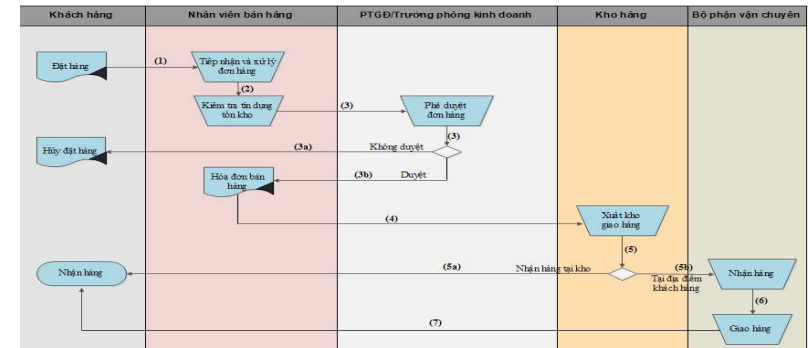 Khách hàng
Nhân viên bán hàng
PTGĐ/Trưởng phòng kinh doanh
Kho hàng
Bộ phận vận chuyên
Đặt hàng
(1)
Tiếp nhận và xử lý
đơn hàng
(2)
Kiểm tra tín dụng
tồn kho
(3)
Phê duyệt
đơn hàng
(3)
Hủy đặt hàng
(3a)
Không duyệt
Hóa đơn bán
hàng
(3b)
Duyệt
(4)
Xuất kho
giao hàng
(5)
Nhận hàng
(5a)
Nhận hàng tại kho
(5b)
Tại địa điểm
khách hàng
Nhận hàng
(6)
(7)
Giao hàng